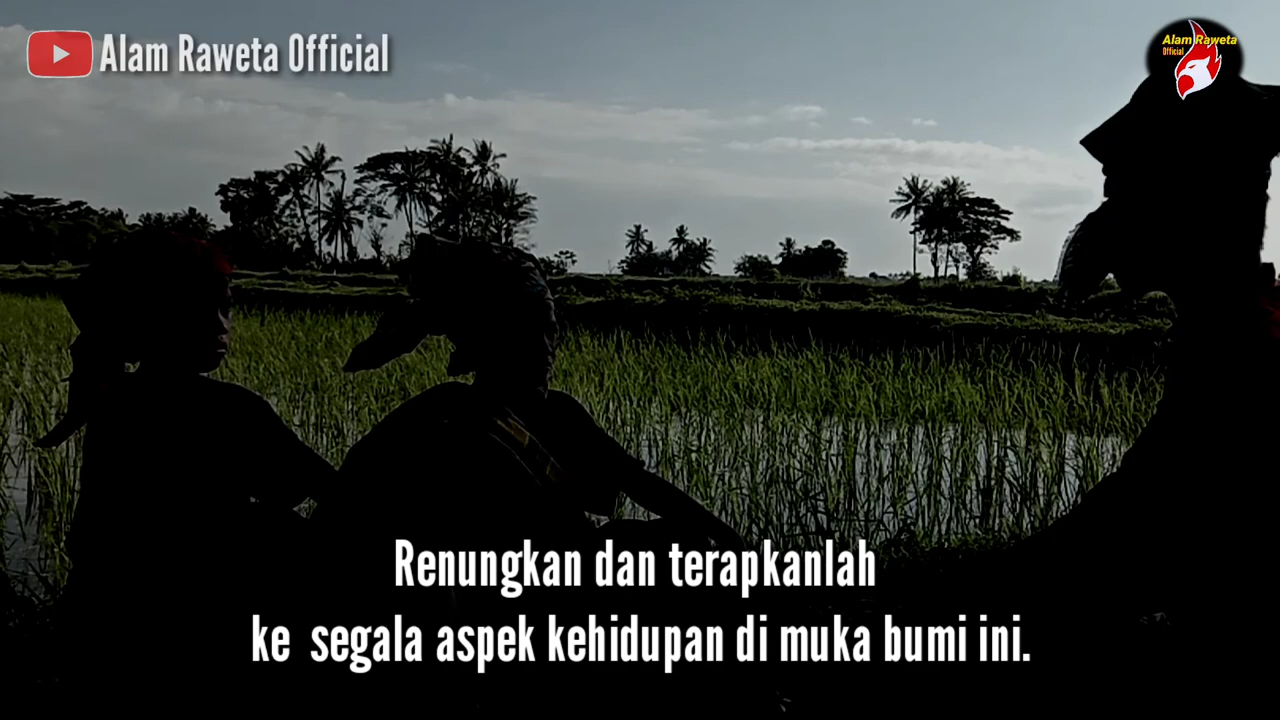 Alam Raweta Official
Alam Raweta
Official
Renungkan dan terapkanlah
ke segala aspek kehidupan di muka bumi ini.